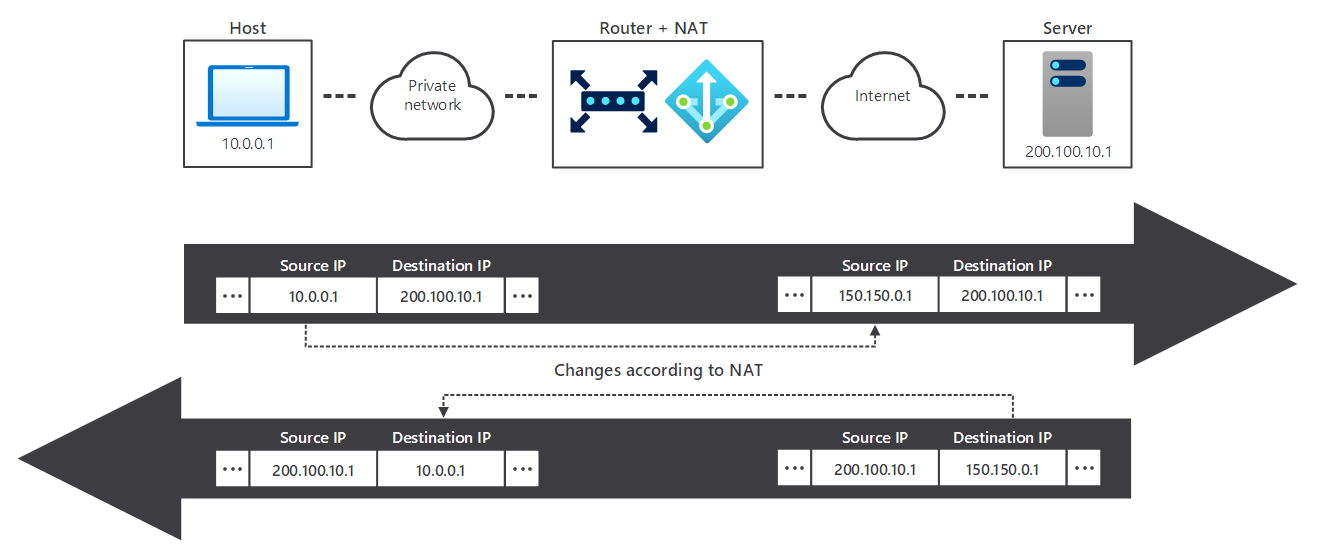 Host
Router + NAT
Server
Private
network
Internet
10.0.0.1
200.100.10.1
Source IP Destination IP
... 10.0.0.1 200.100.10.1 ...
Source IP Destination IP
... 150.150.0.1 200.100.10.1 ...
Changes according to NAT
Source IP Destination IP
... 200.100.10.1 10.0.0.1 ...
Source IP Destination IP
... 200.100.10.1 150.150.0.1 ...